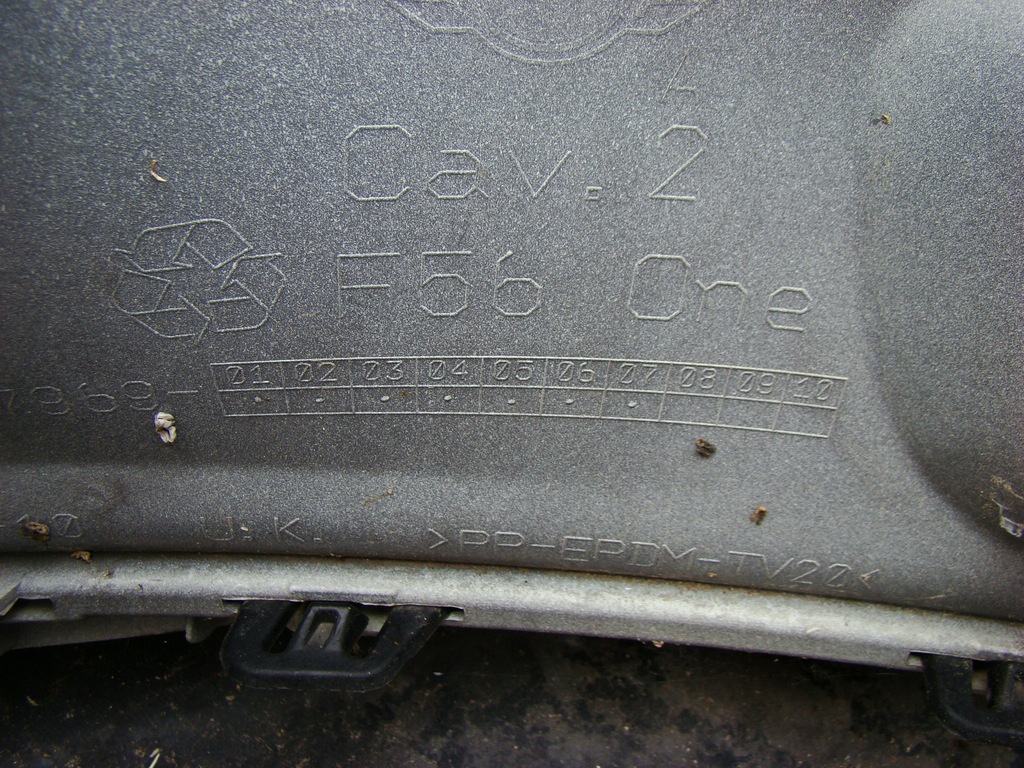 Cav. 2
F56 One
01 02 03 04 05 06 07 08 09 10
U.K. >PP-EPDM-TV20<